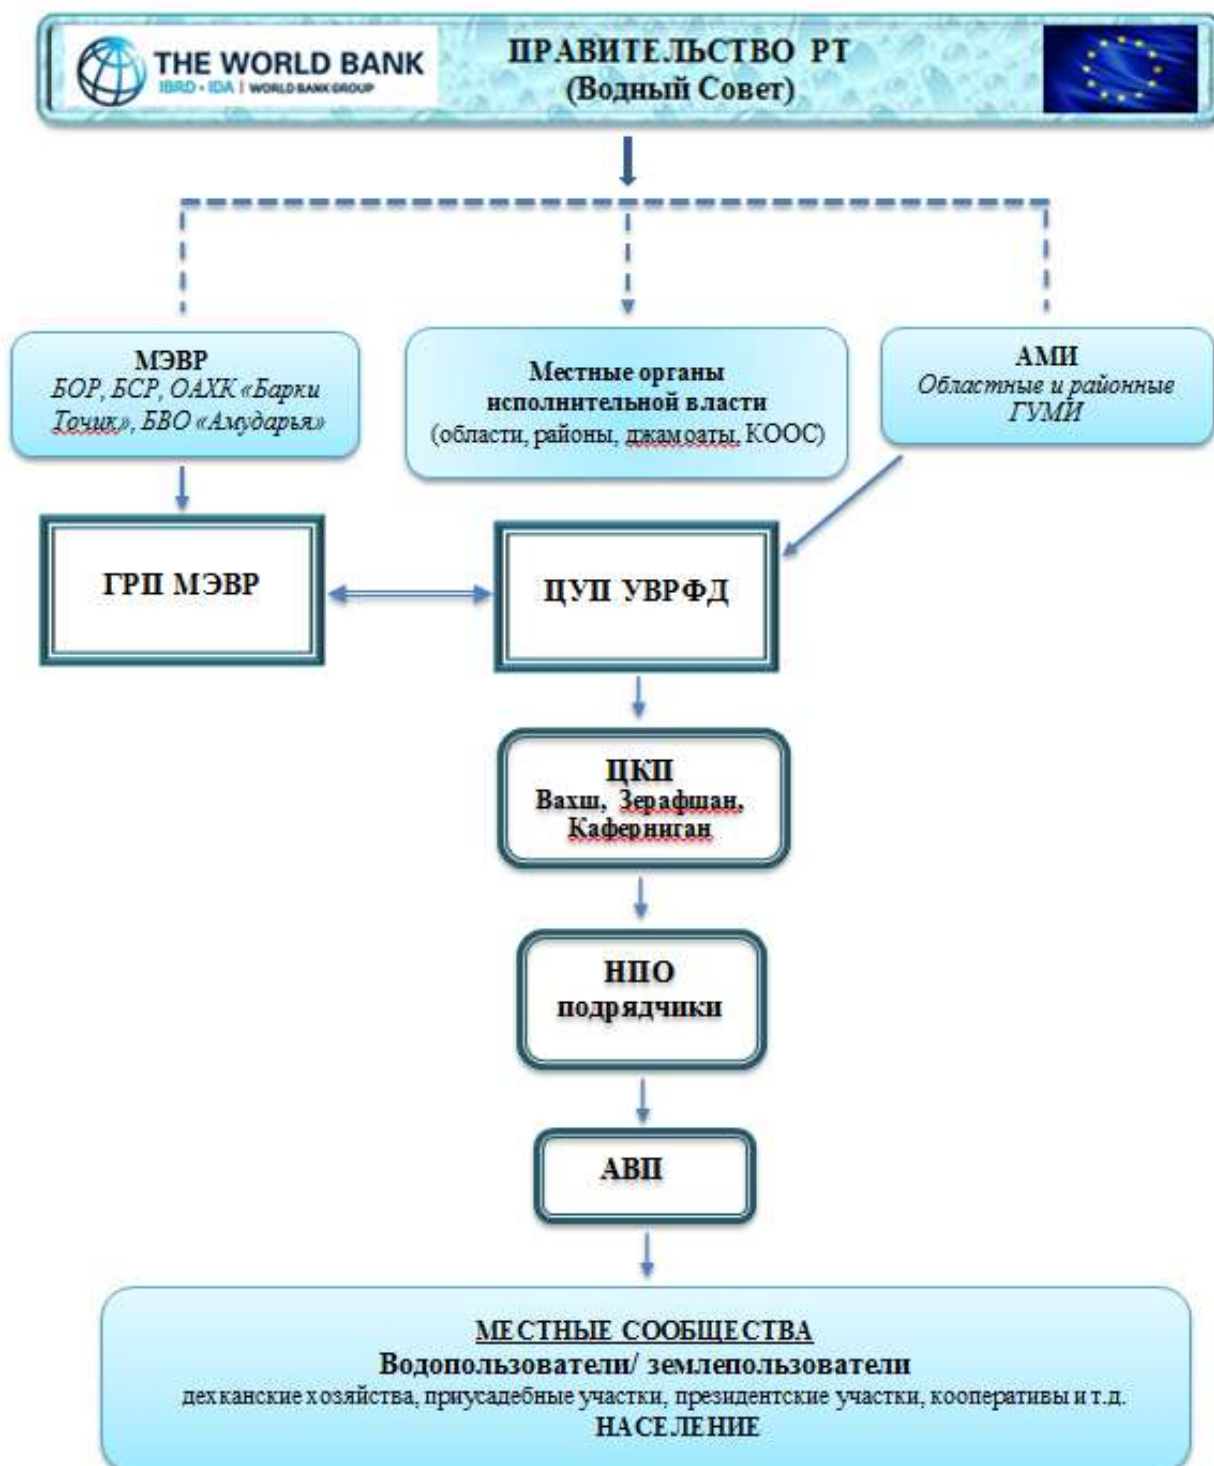 THE WORLD BANK
IBRD • IDA | WORLD BANK GROUP
ПРАВИТЕЛЬСТВО РТ
(Водный Совет)
МЭВР
БОР, БСР, ОАХК «Барки
Точик», БВО «Амударья»
Местные органы
исполнительной власти
(области, районы, джамоаты, КООС)
АМИ
Областные и районные
ГУМИ
ГРП МЭВР
ЦУП УВРФД
ЦКП
Вахш, Зерафшан,
Каферниган
НПО
подрядчики
АВП
МЕСТНЫЕ СООБЩЕСТВА
Водопользователи/ землепользователи
дехканские хозяйства, приусадебные участки, президентские участки, кооперативы и т.д.
НАСЕЛЕНИЕ